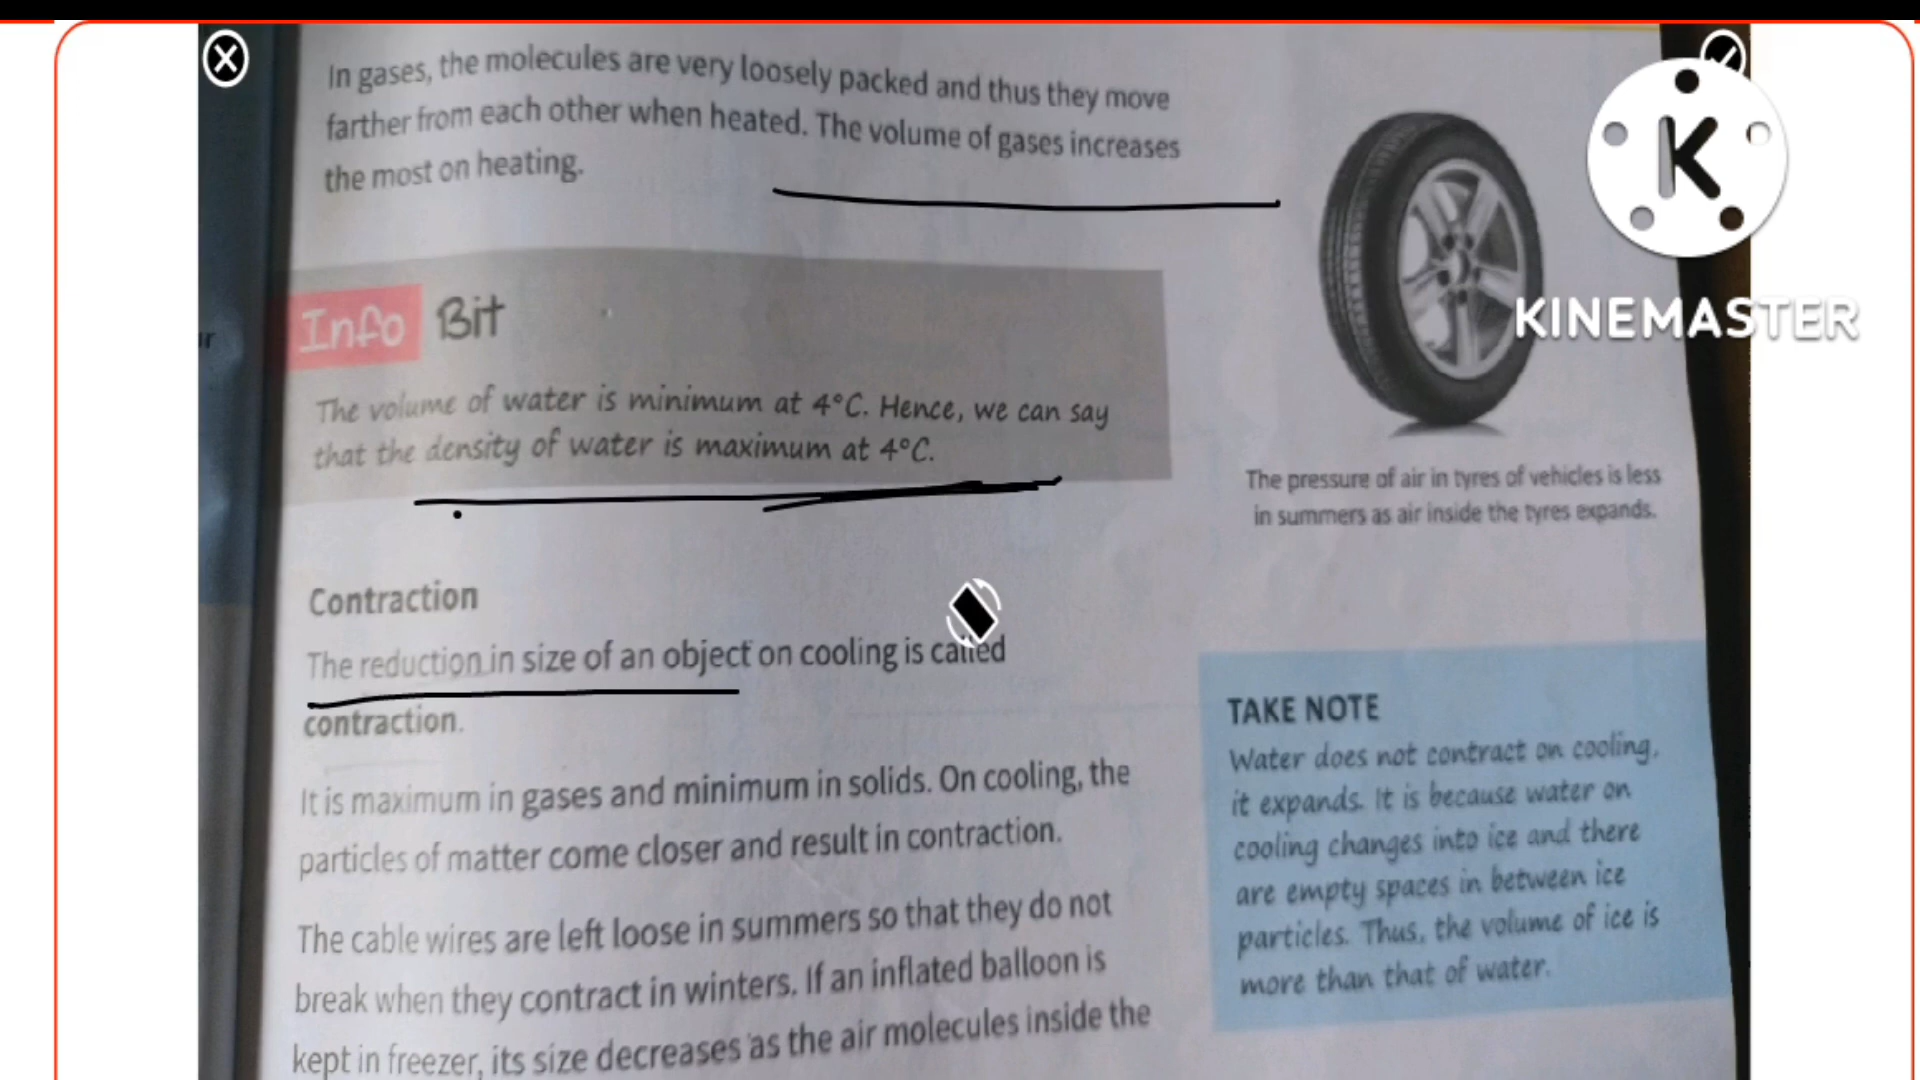 In gases, the molecules are very loosely packed and thus they move
farther from each other when heated. The volume of gases increases
the most on heating.
Info Bit
The volume of water is minimum at 4°C. Hence, we can say
that the density of water is maximum at 4°C.
Contraction
The reduction in size of an object on cooling is called
contraction.
It is maximum in gases and minimum in solids. On cooling, the
particles of matter come closer and result in contraction.
The cable wires are left loose in summers so that they do not
break when they contract in winters. If an inflated balloon is
kept in freezer, its size decreases as the air molecules inside the
K
KINEMASTER
The pressure of air in tyres of vehicles is less
in summers as air inside the tyres expands.
TAKE NOTE
Water does not contract on cooling,
it expands. It is because water on
cooling changes into ice and there
are empty spaces in between ice
particles. Thus, the volume of ice is
more than that of water.